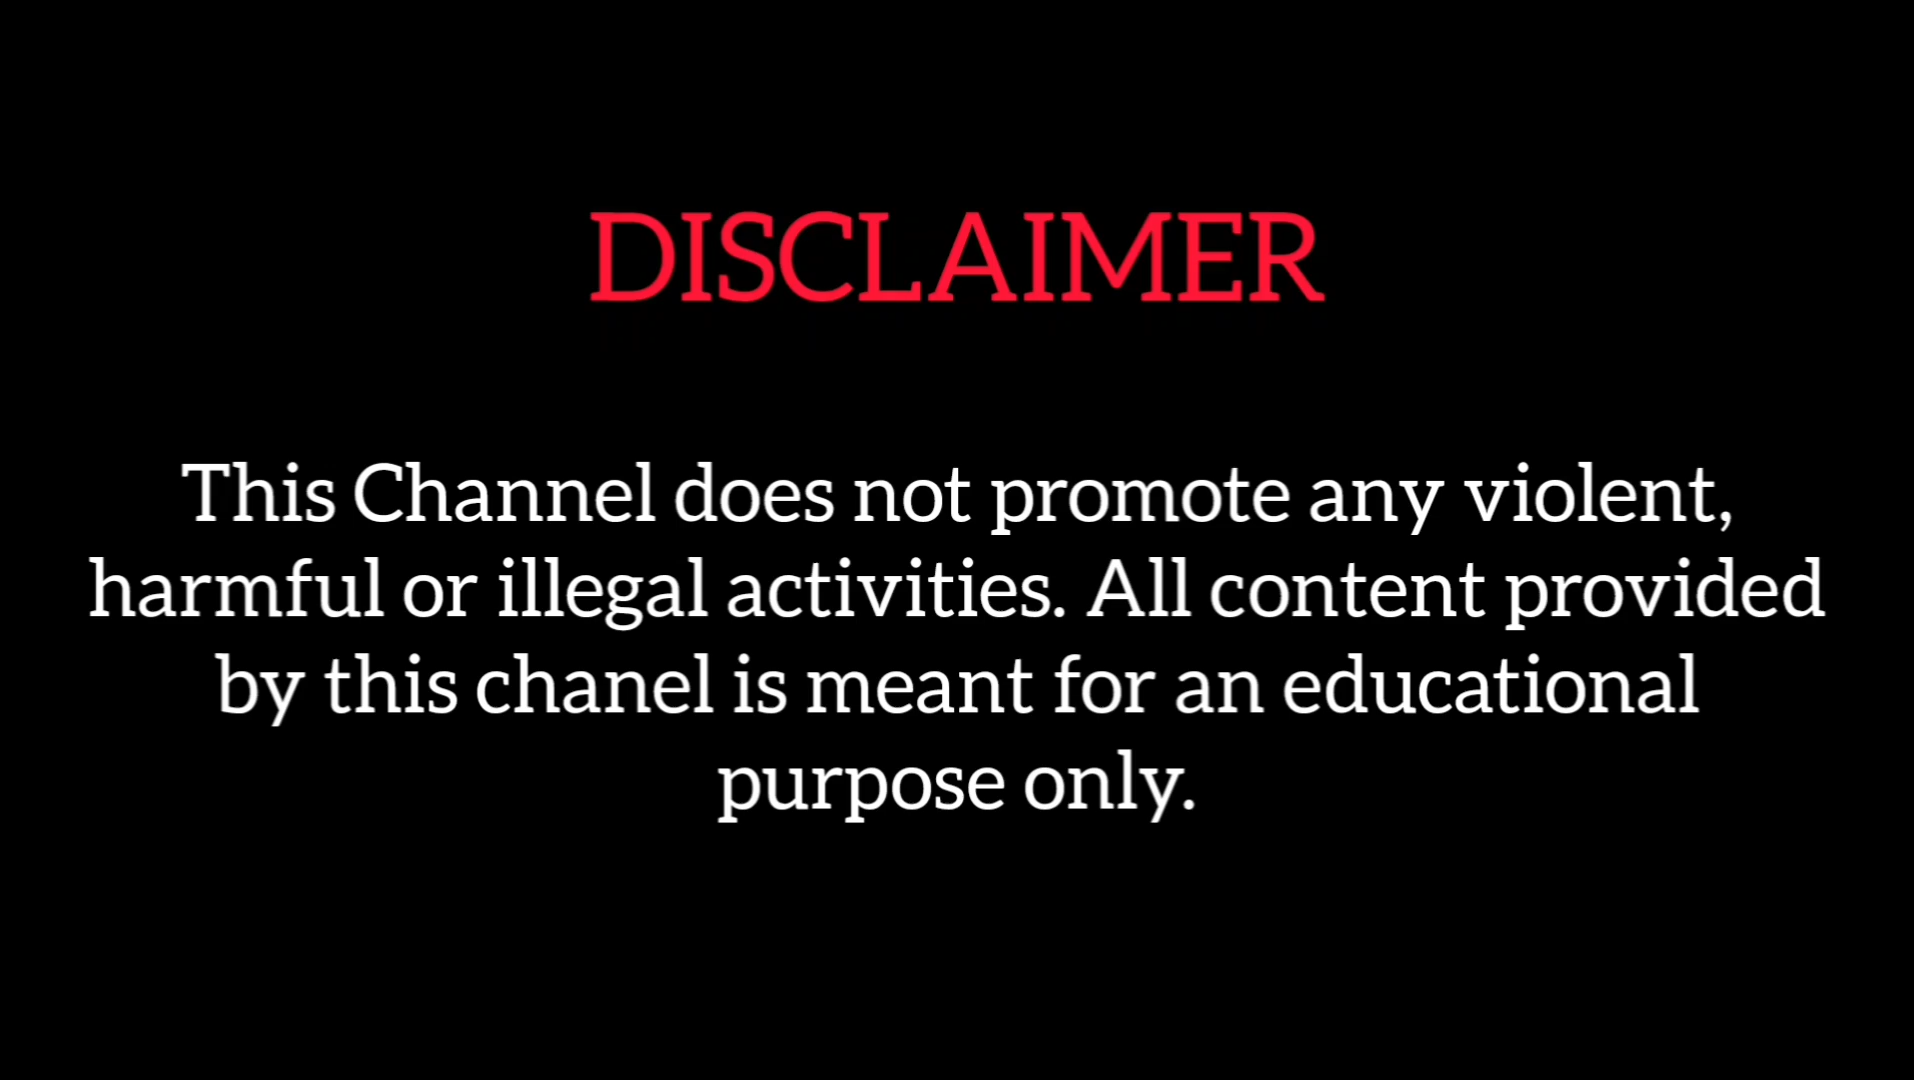 DISCLAIMER
This Channel does not promote any violent,
harmful or illegal activities. All content provided
by this chanel is meant for an educational
purpose only.